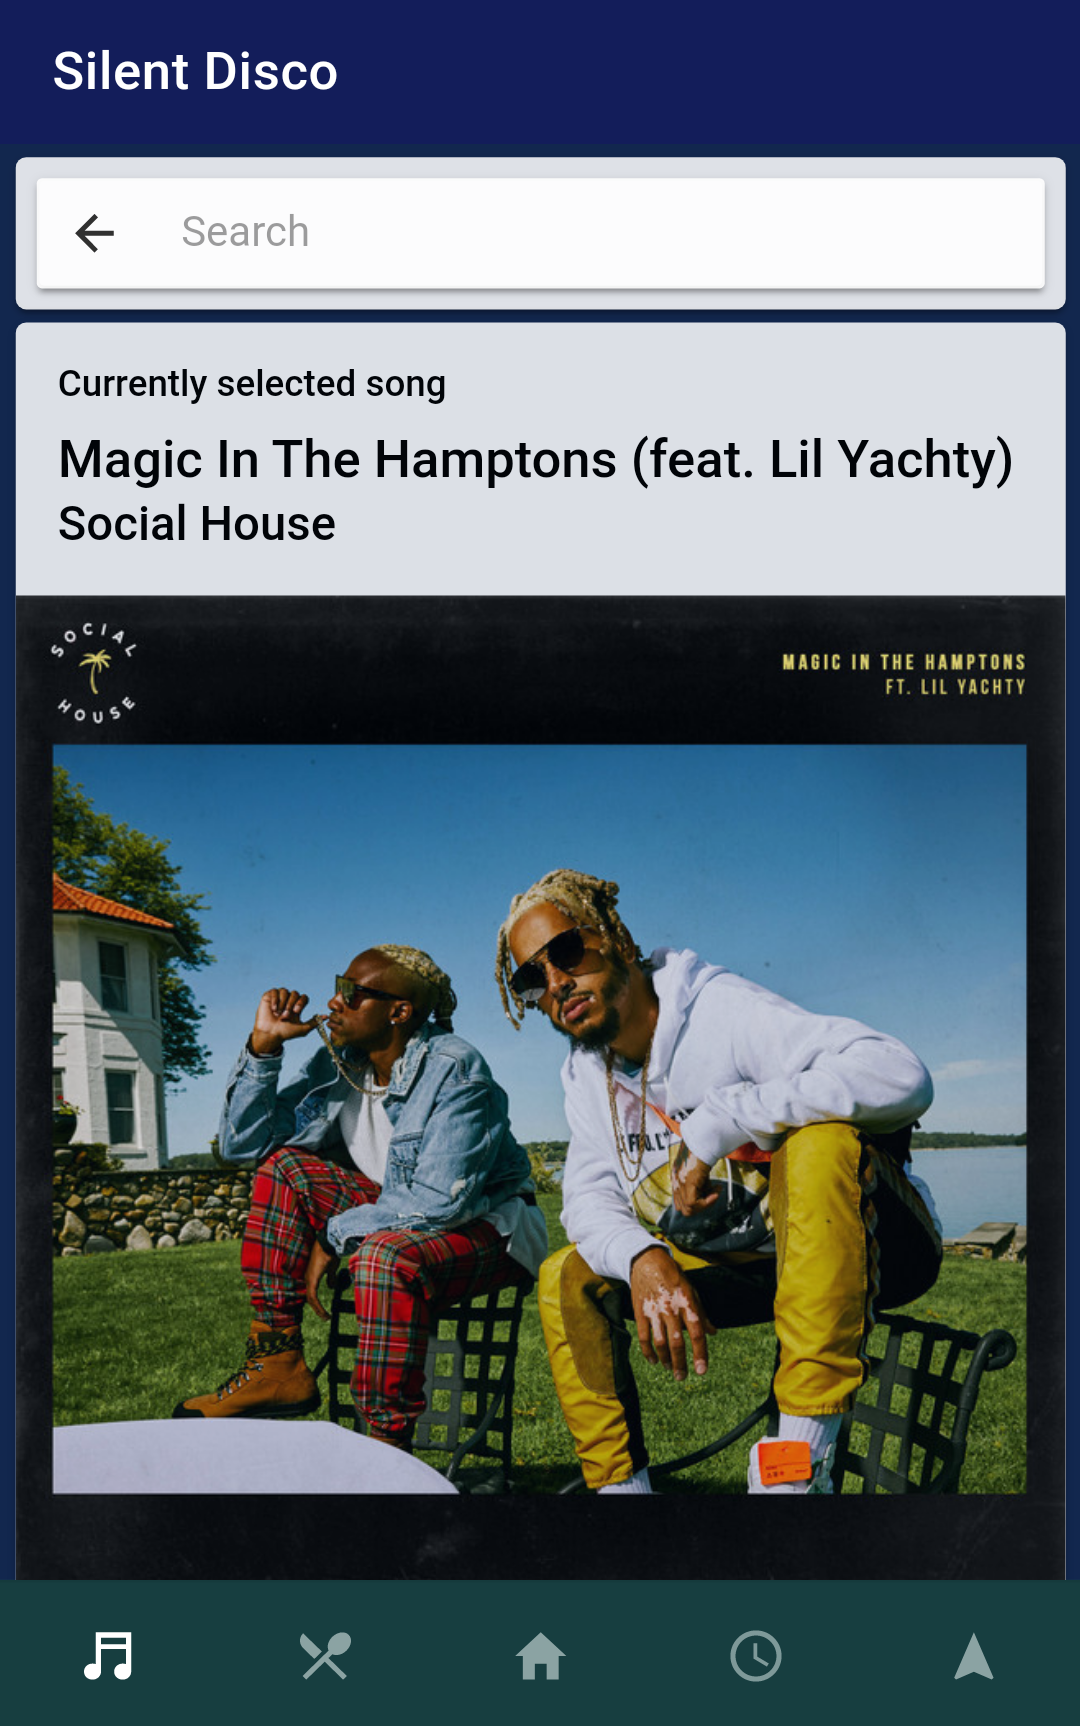 Silent Disco
Search
Currently selected song
Magic In The Hamptons (feat. Lil Yachty)
Social House
SOCIAL
HOUSE
MAGIC IN THE HAMPTONS
FT. LIL YACHTY